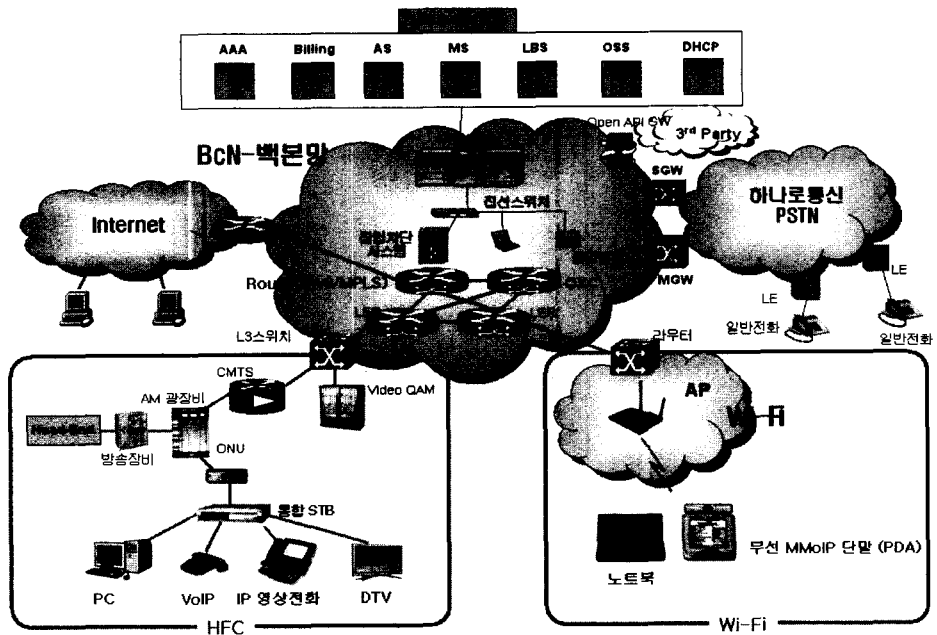 AAA Billing AS MS LBS OSS DHCP
Open API GW
3rd Party
BcN-백본망
SGW
전선스위치
하나로통신
PSTN
Internet
MGW
LE
LE
일반전화
일반전화
L3스위치
라우터
CMTS
Video QAM
AP
Wi-Fi
AM 광장비
방송장비
ONU
통합 STB
무선 MMoIP 단말 (PDA)
노트북
PC VoIP IP 영상전화 DTV
HFC
Wi-Fi